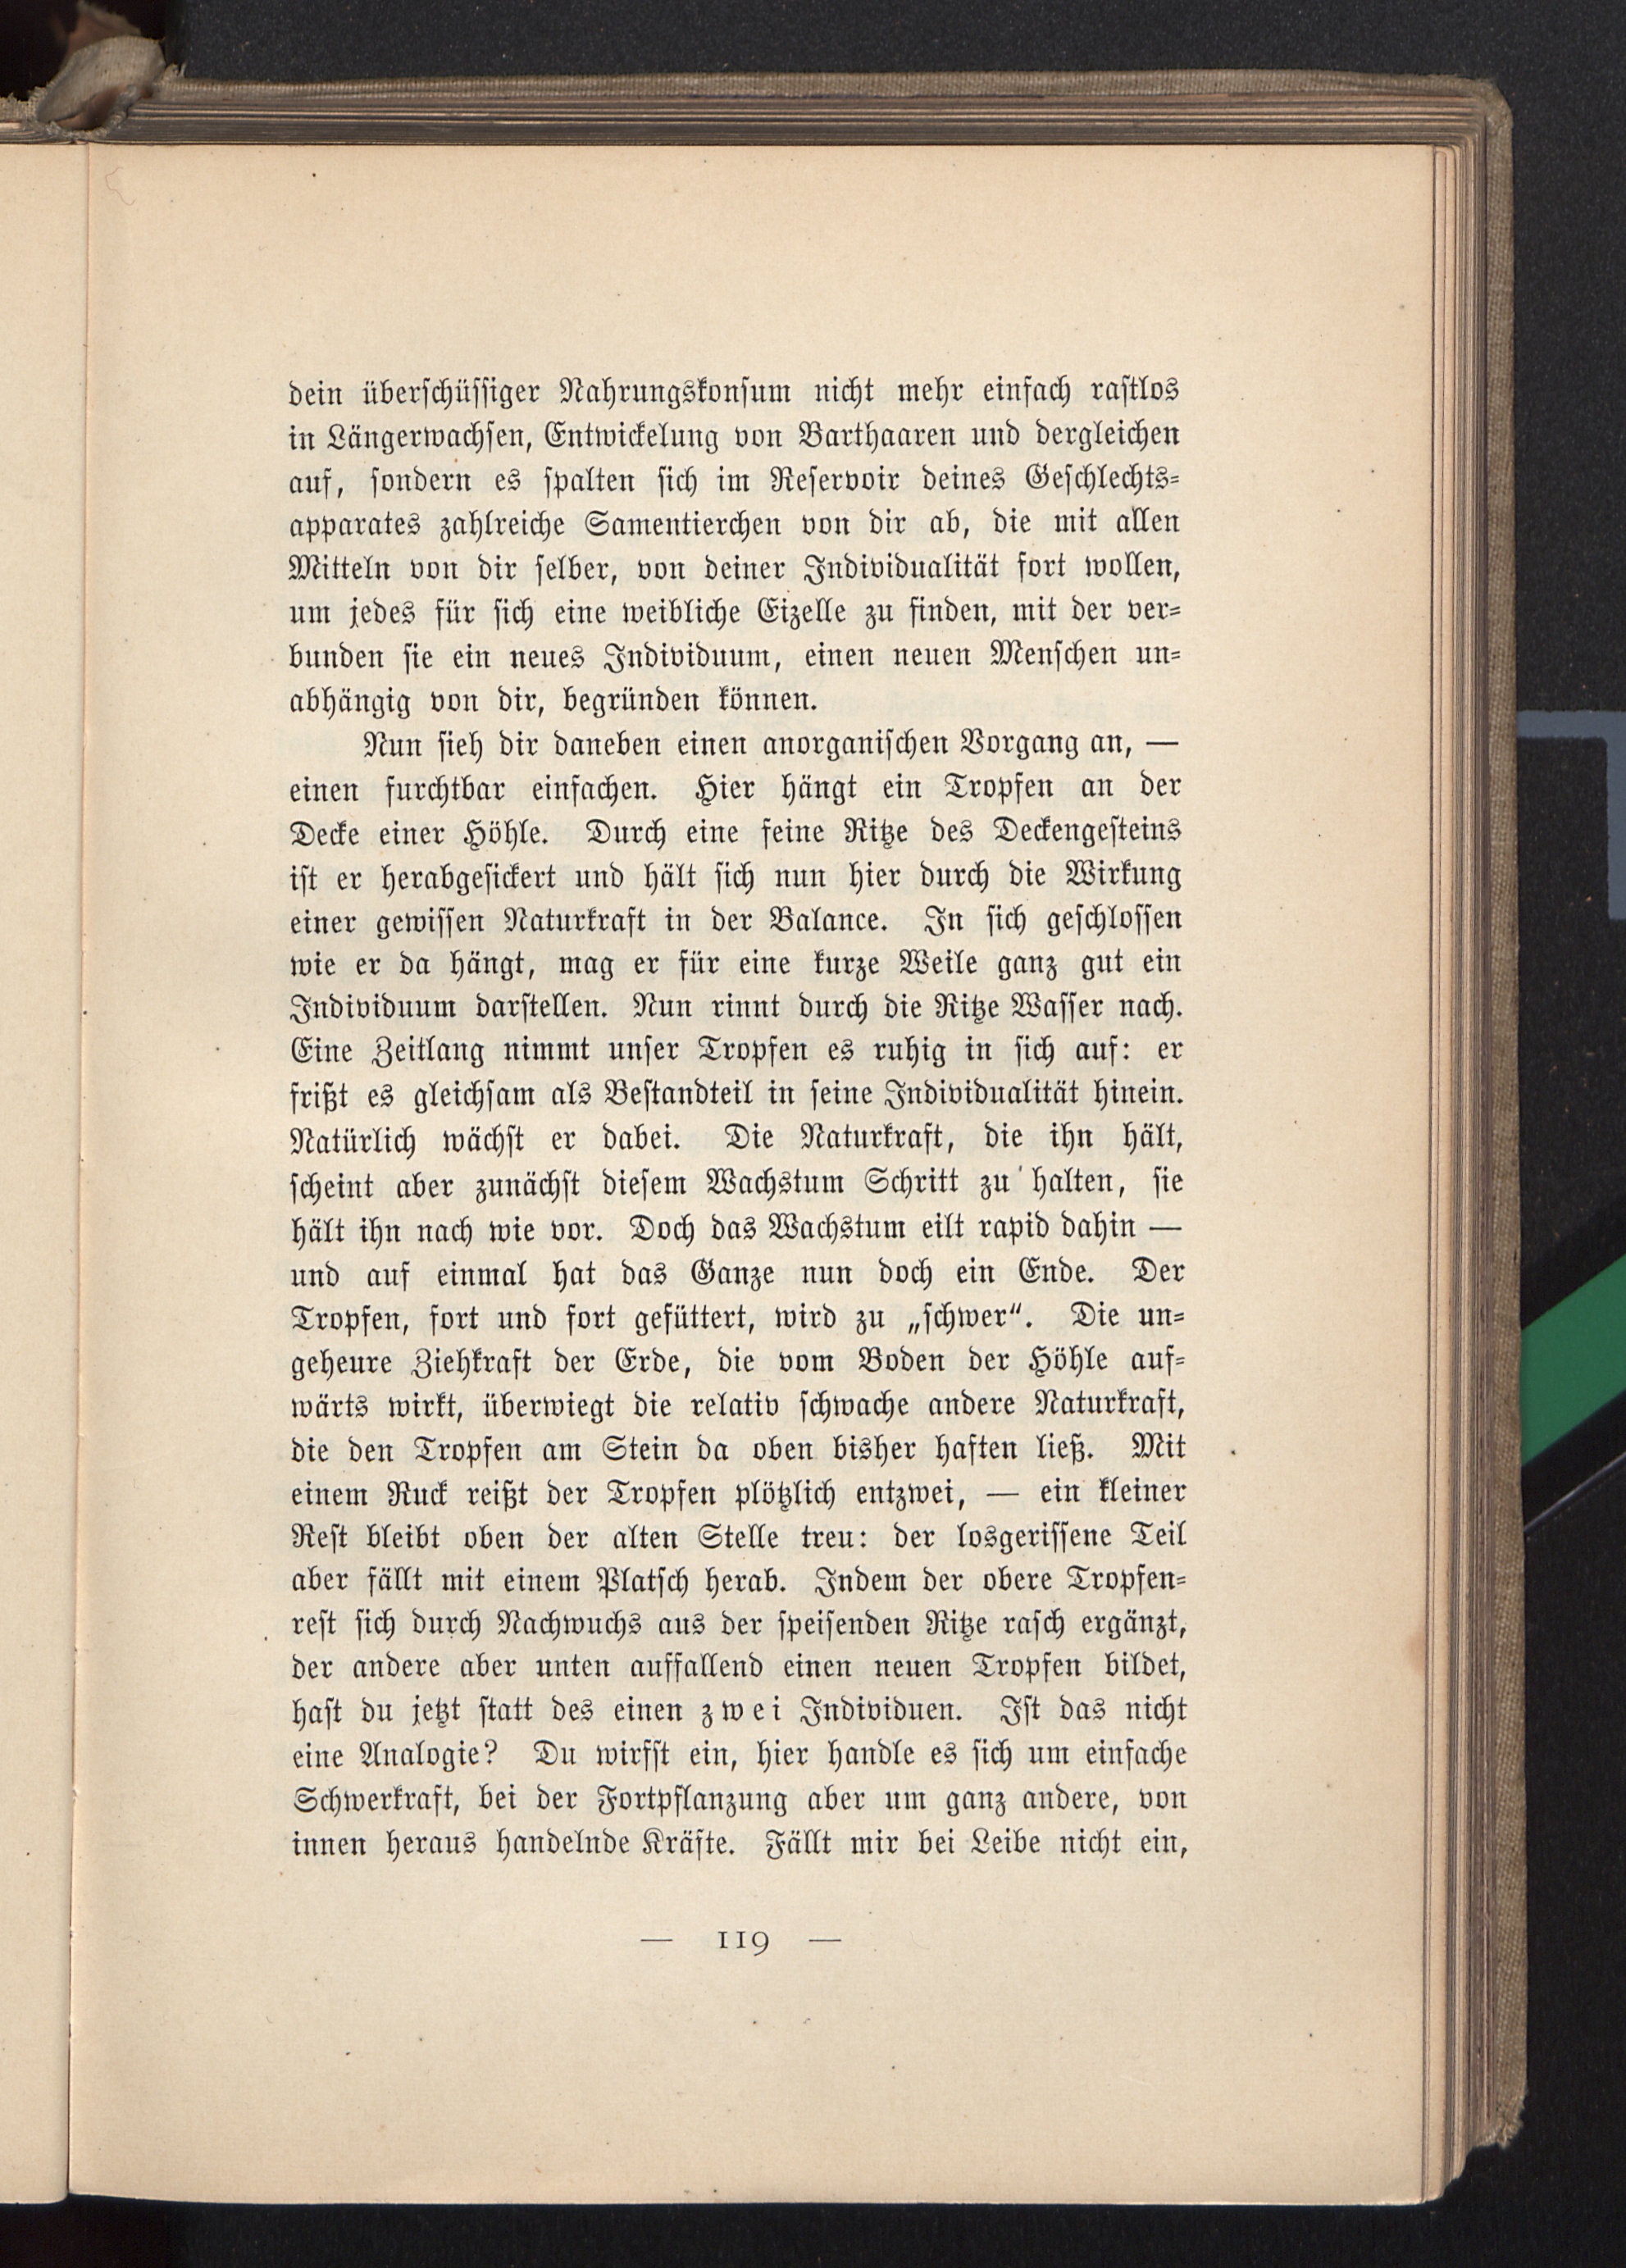 dein überschüssiger Nahrungskonsum nicht mehr einfach rastlos
in Längerwachsen, Entwickelung von Barthaaren und dergleichen
auf, sondern es spalten sich im Reservoir deines Geschlechts-
apparates zahlreiche Samentierchen von dir ab, die mit allen
Mitteln von dir selber, von deiner Individualität fort wollen,
um jedes für sich eine weibliche Eizelle zu finden, mit der ver-
bunden sie ein neues Individuum, einen neuen Menschen un-
abhängig von dir, begründen können.
Nun sieh dir daneben einen anorganischen Vorgang an, —
einen furchtbar einfachen. Hier hängt ein Tropfen an der
Decke einer Höhle. Durch eine feine Ritze des Deckengesteins
ist er herabgesickert und hält sich nun hier durch die Wirkung
einer gewissen Naturkraft in der Balance. In sich geschlossen
wie er da hängt, mag er für eine kurze Weile ganz gut ein
Individuum darstellen. Nun rinnt durch die Ritze Wasser nach.
Eine Zeitlang nimmt unser Tropfen es ruhig in sich auf: er
frißt es gleichsam als Bestandteil in seine Individualität hinein.
Natürlich wächst er dabei. Die Naturkraft, die ihn hält,
scheint aber zunächst diesem Wachstum Schritt zu halten, sie
hält ihn nach wie vor. Doch das Wachstum eilt rapid dahin —
und auf einmal hat das Ganze nun doch ein Ende. Der
Tropfen, fort und fort gefüttert, wird zu „schwer“. Die un-
geheure Ziehkraft der Erde, die vom Boden der Höhle auf-
wärts wirkt, überwiegt die relativ schwache andere Naturkraft,
die den Tropfen am Stein da oben bisher haften ließ. Mit
einem Ruck reißt der Tropfen plötzlich entzwei, — ein kleiner
Rest bleibt oben der alten Stelle treu: der losgerissene Teil
aber fällt mit einem Platsch herab. Indem der obere Tropfen-
rest sich durch Nachwuchs aus der speisenden Ritze rasch ergänzt,
der andere aber unten auffallend einen neuen Tropfen bildet,
hast du jetzt statt des einen zwei Individuen. Ist das nicht
eine Analogie? Du wirfst ein, hier handle es sich um einfache
Schwerkraft, bei der Fortpflanzung aber um ganz andere, von
innen heraus handelnde Kräfte. Fällt mir bei Leibe nicht ein,
— 119 —